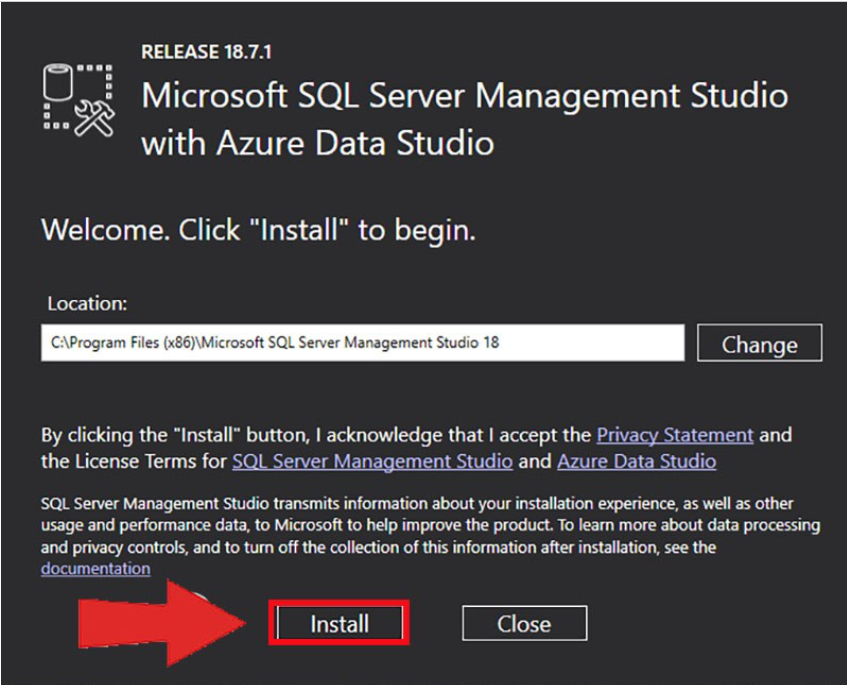 RELEASE 18.7.1
Microsoft SQL Server Management Studio
with Azure Data Studio
Welcome. Click "Install" to begin.
Location:
C:\Program Files (x86)\Microsoft SQL Server Management Studio 18
Change
By clicking the "Install" button, I acknowledge that I accept the Privacy Statement and
the License Terms for SQL Server Management Studio and Azure Data Studio
SQL Server Management Studio transmits information about your installation experience, as well as other
usage and performance data, to Microsoft to help improve the product. To learn more about data processing
and privacy controls, and to turn off the collection of this information after installation, see the
documentation
Install
Close